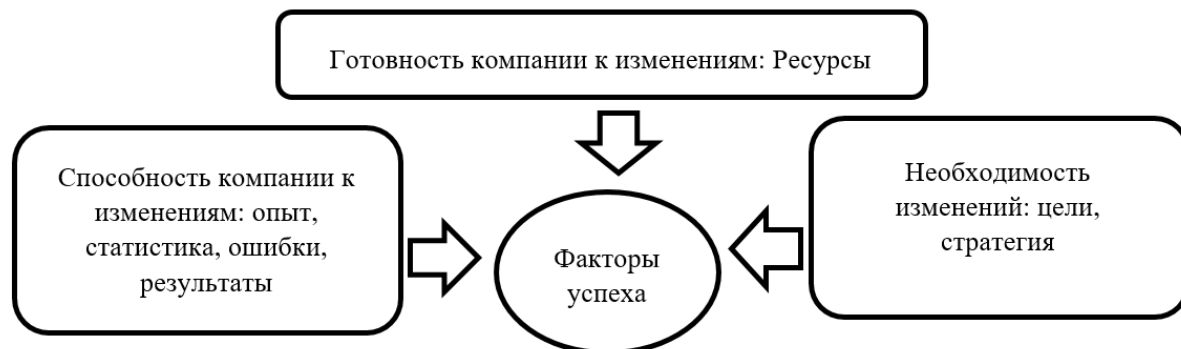 Готовность компании к изменениям: Ресурсы
Способность компании к
изменениям: опыт,
статистика, ошибки,
результаты
Факторы
успеха
Необходимость
изменений: цели,
стратегия